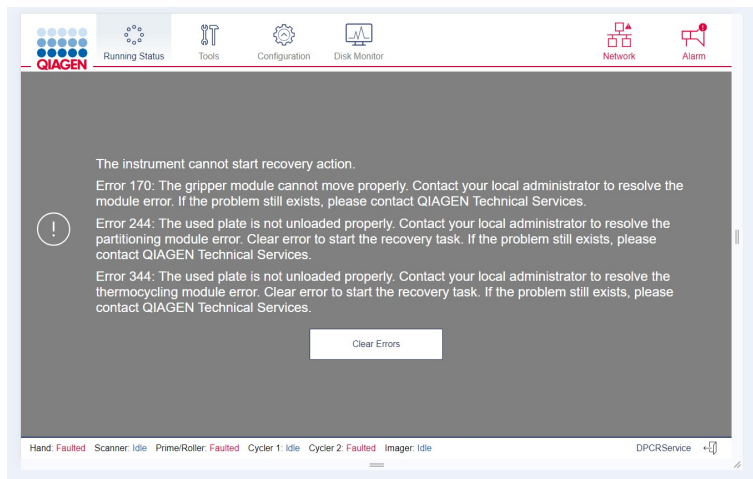 QIAGEN
Running Status
Tools
Configuration
Disk Monitor
Network
Alarm
The instrument cannot start recovery action.
Error 170: The gripper module cannot move properly. Contact your local administrator to resolve the
module error. If the problem still exists, please contact QIAGEN Technical Services.
Error 244: The used plate is not unloaded properly. Contact your local administrator to resolve the
partitioning module error. Clear error to start the recovery task. If the problem still exists, please
contact QIAGEN Technical Services.
Error 344: The used plate is not unloaded properly. Contact your local administrator to resolve the
thermocycling module error. Clear error to start the recovery task. If the problem still exists, please
contact QIAGEN Technical Services.
Clear Errors
Hand: Faulted Scanner: Idle Prime/Roller: Faulted Cycler 1: Idle Cycler 2: Faulted Imager: Idle DPCRService